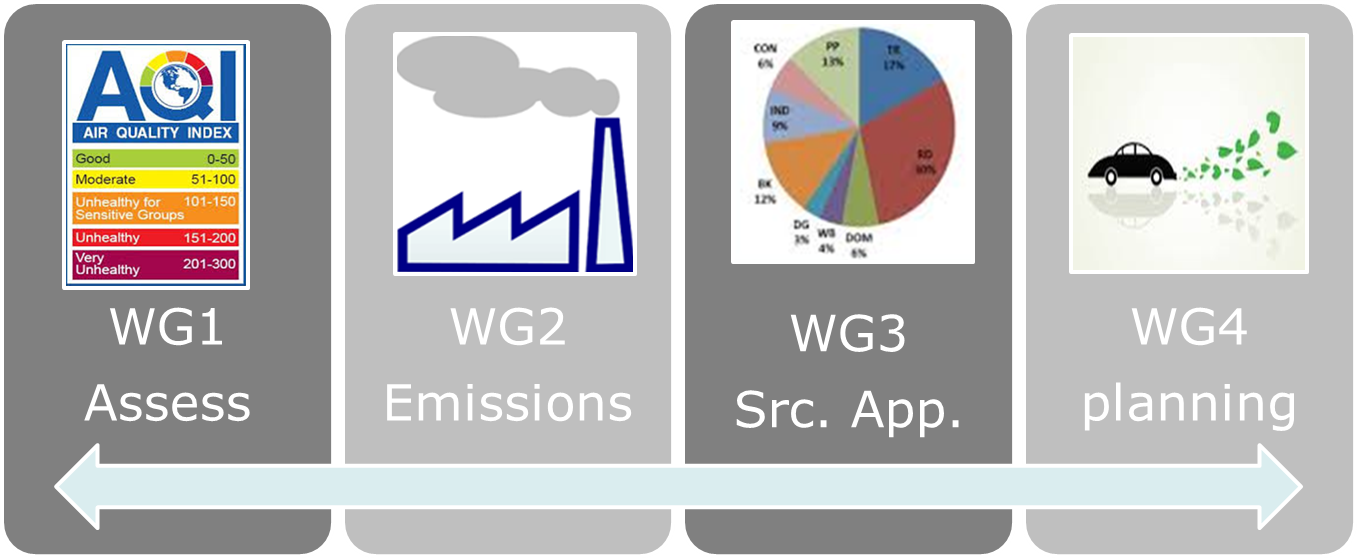 AQI
AIR QUALITY INDEX
Good 0-50
Moderate 51-100
Unhealthy for
Sensitive Groups 101-150
Unhealthy 151-200
Very
Unhealthy 201-300
WG1
Assess
WG2
Emissions
CON
6%
PP
13%
TR
17%
IND
9%
RD
30%
BK
12%
DG
3%
WB
4%
DOM
6%
WG3
Src. App.
WG4
planning